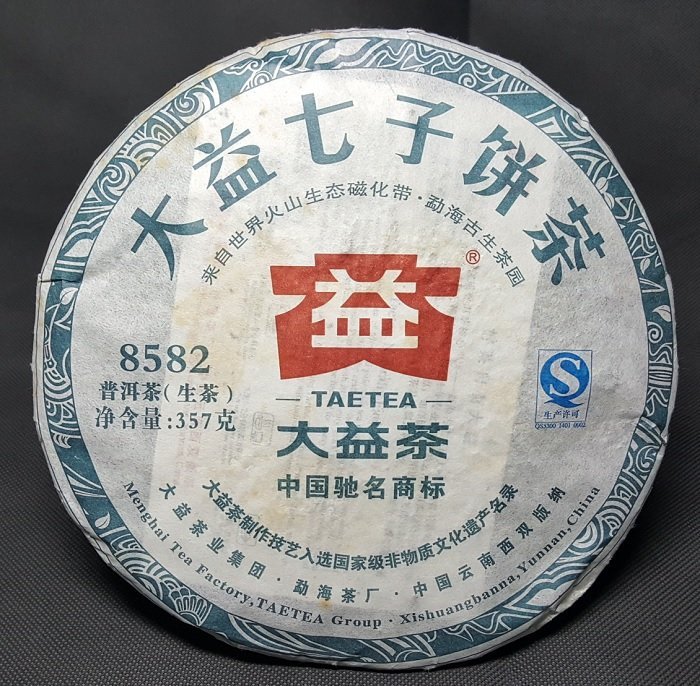 大益七子饼茶
来自世界火山生态磁化带·勐海古生茶园
益
®
TAETEA
大益茶
中国驰名商标
8582
普洱茶(生茶)
净含量:357克
QS
生产许可
QS5300 1401 0602
大益茶制作技艺入选国家级非物质文化遗产名录
大益茶业集团·勐海茶厂·中国云南西双版纳
Menghai Tea Factory,TAETEA Group · Xishuangbanna,Yunnan,China